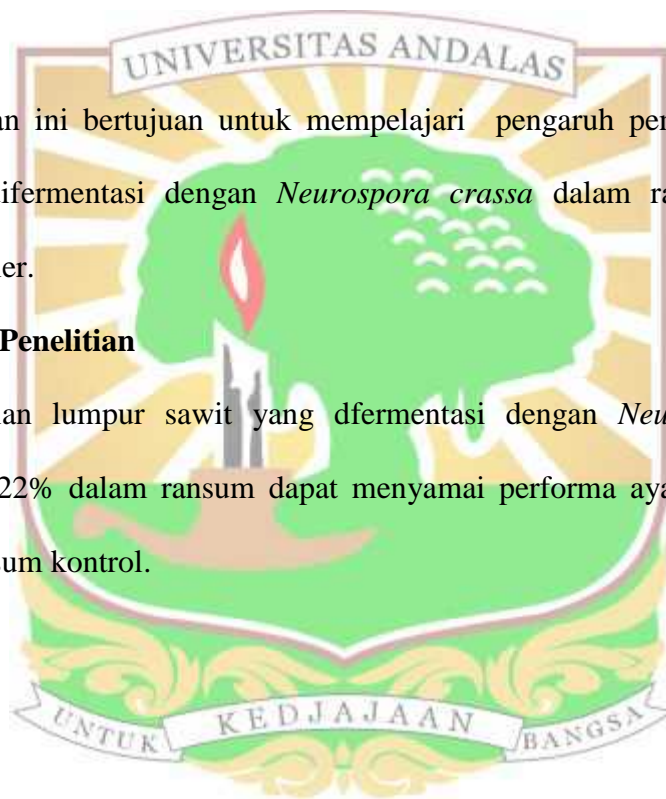 UNIVERSITAS ANDALAS
an ini bertujuan untuk mempelajari pengaruh per
difermentasi dengan Neurospora crassa dalam ra
er.
Penelitian
an lumpur sawit yang dfermentasi dengan Neu
22% dalam ransum dapat menyamai performa aya
um kontrol.
UNTUK KEDJAJAAN BANGSA